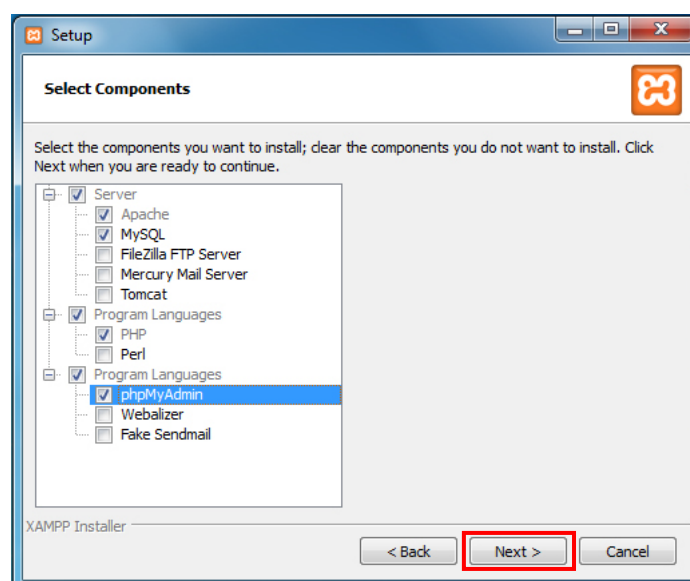 Setup
Select Components
Select the components you want to install; clear the components you do not want to install. Click
Next when you are ready to continue.
Server
Apache
MySQL
FileZilla FTP Server
Mercury Mail Server
Tomcat
Program Languages
PHP
Perl
Program Languages
phpMyAdmin
Webalizer
Fake Sendmail
XAMPP Installer
< Back Next > Cancel